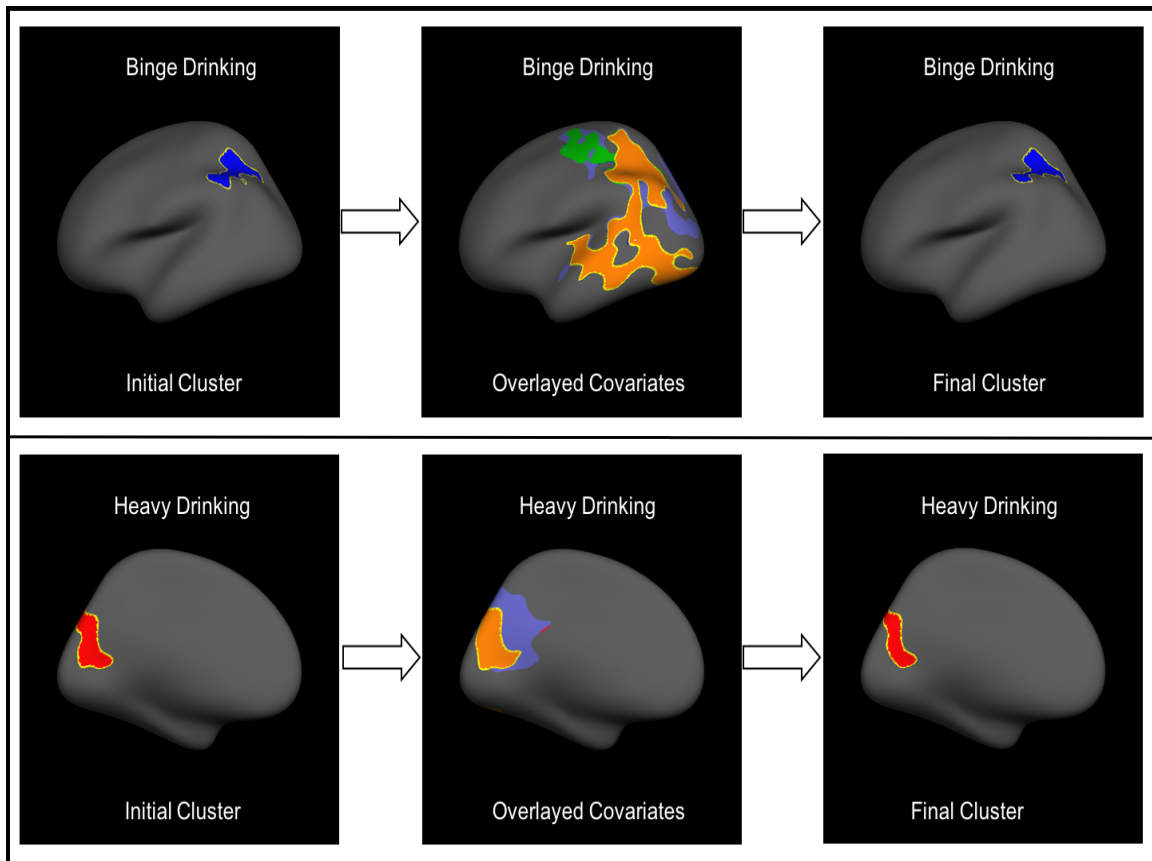 Binge Drinking
Binge Drinking
Binge Drinking
Initial Cluster
Overlayed Covariates
Final Cluster
Heavy Drinking
Heavy Drinking
Heavy Drinking
Initial Cluster
Overlayed Covariates
Final Cluster